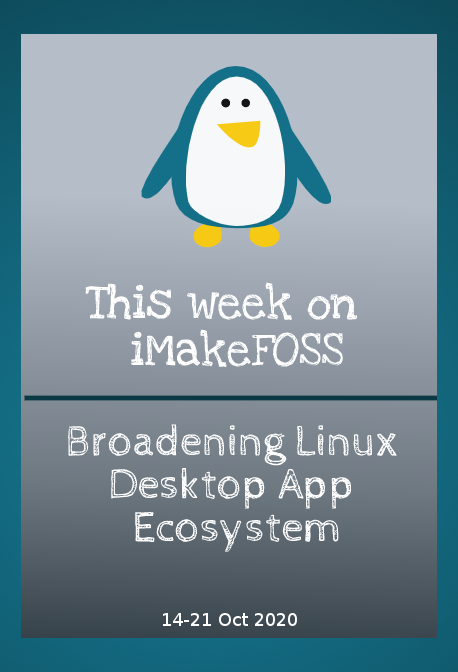 This week on
iMakeFOSS
Broadening Linux
Desktop App
Ecosystem
14-21 Oct 2020